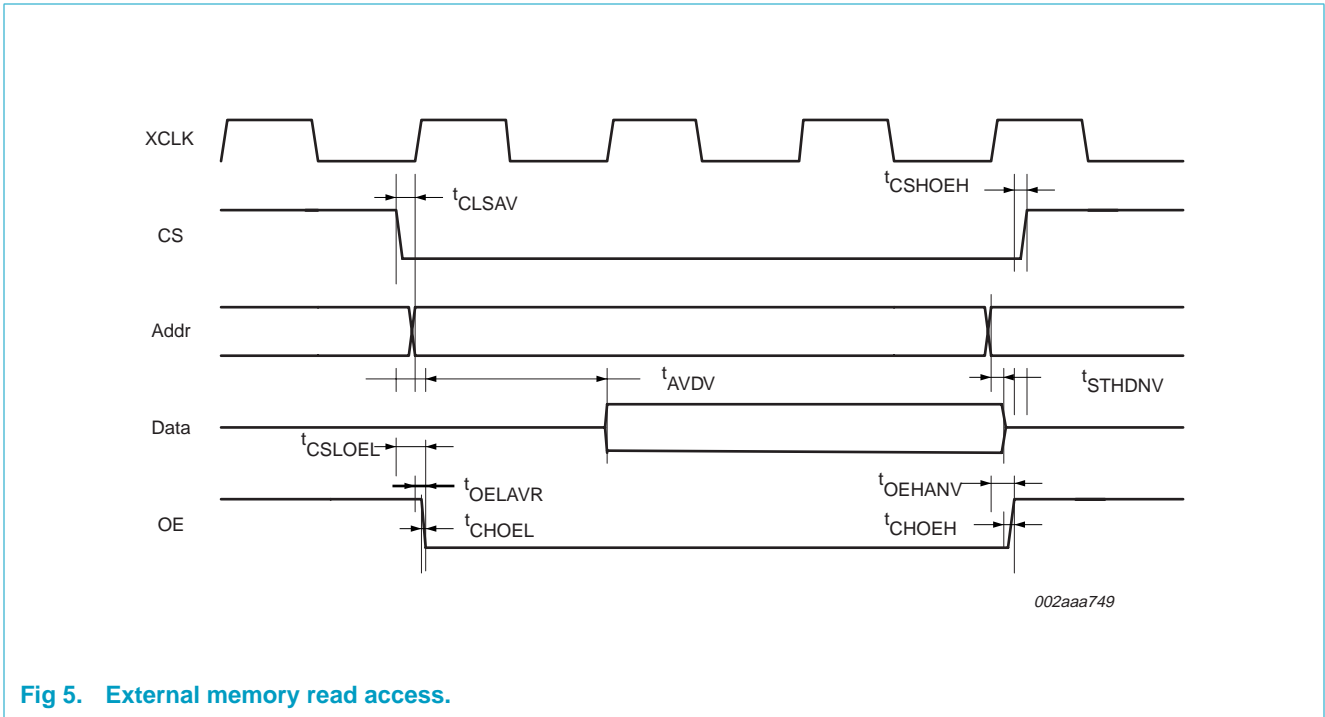 XCLK
tCSHOEH
tCLSAV
CS
Addr
tAVDV
tSTHDNV
Data
tCSLOEL
tOELAVR
tOEHANV
OE
tCHOEL
tCHOEH
002aaa749
Fig 5. External memory read access.